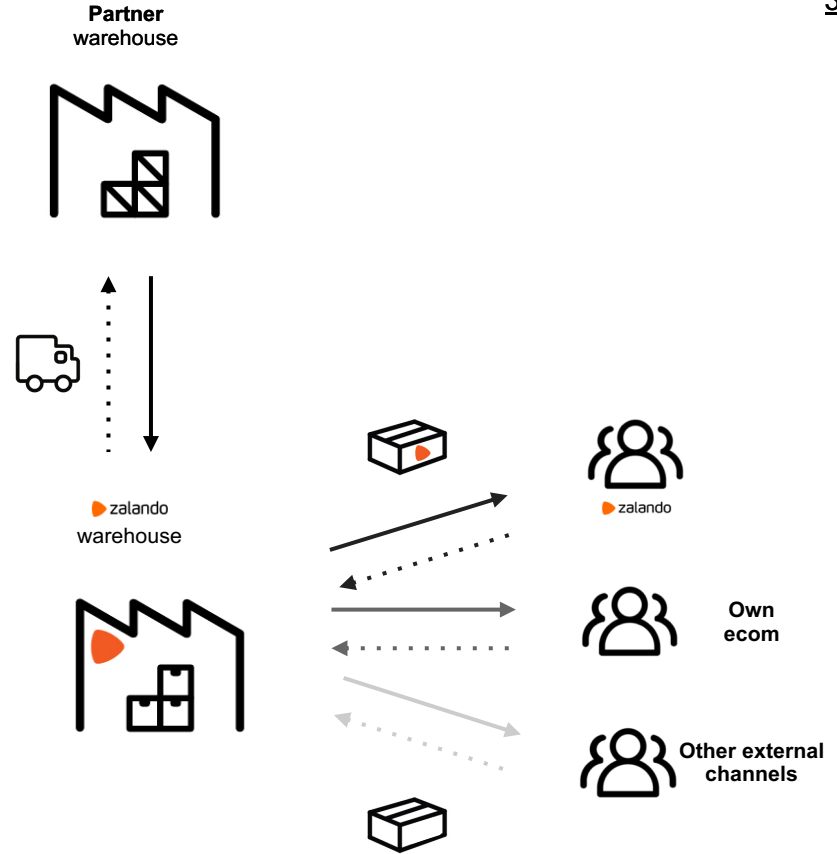 Partner
warehouse
zalando
warehouse
zalando
Own
ecom
Other external
channels